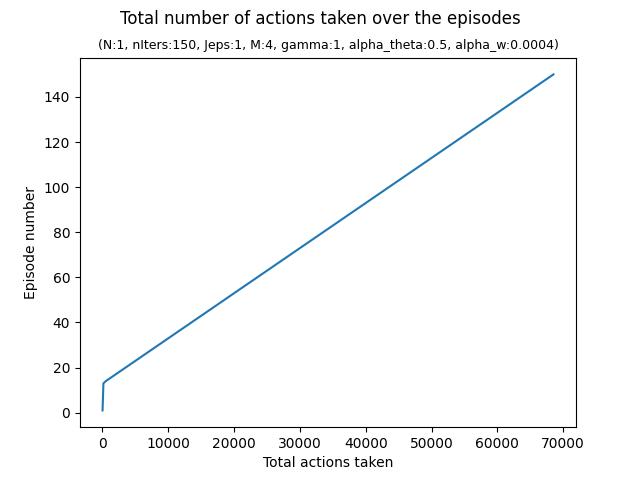 Total number of actions taken over the episodes
(N:1, nIters:150, Jeps:1, M:4, gamma:1, alpha_theta:0.5, alpha_w:0.0004)
140
120
100
80
60
40
20
0
Episode number
0 10000 20000 30000 40000 50000 60000 70000
Total actions taken